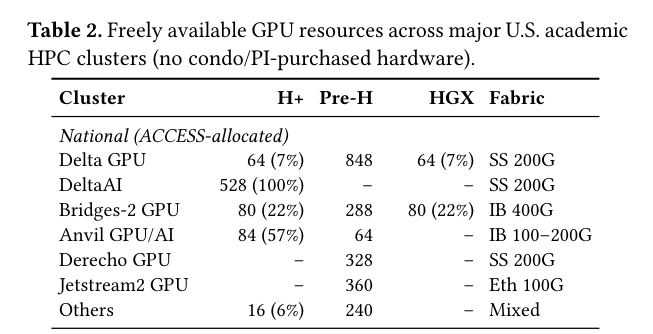 Table 2. Freely available GPU resources across major U.S. academic
HPC clusters (no condo/PI-purchased hardware).
Cluster H+ Pre-H HGX Fabric
National (ACCESS-allocated)
Delta GPU 64 (7%) 848 64 (7%) SS 200G
DeltaAI 528 (100%) – – SS 200G
Bridges-2 GPU 80 (22%) 288 80 (22%) IB 400G
Anvil GPU/AI 84 (57%) 64 – IB 100–200G
Derecho GPU – 328 – SS 200G
Jetstream2 GPU – 360 – Eth 100G
Others 16 (6%) 240 – Mixed